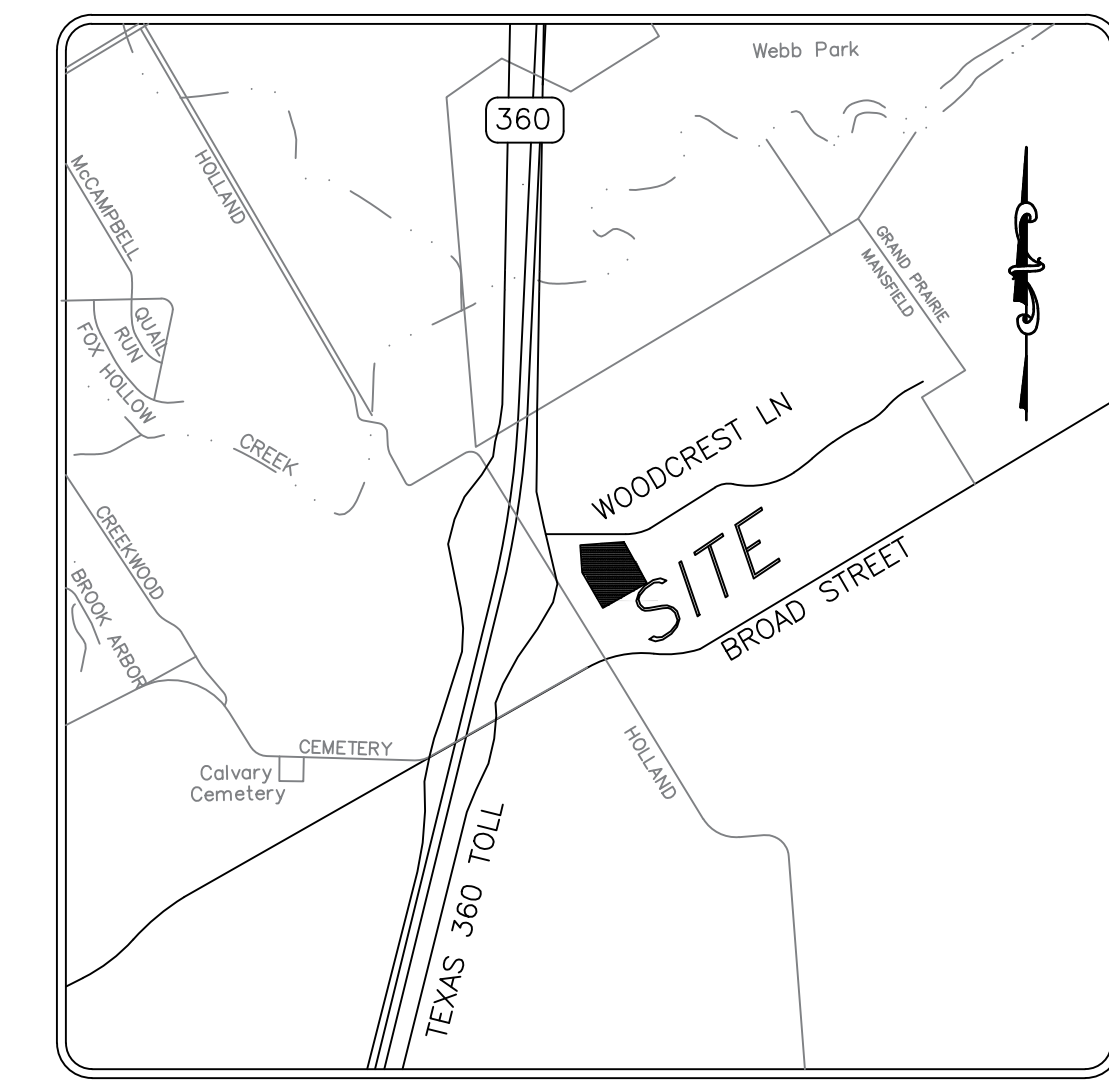 Webb Park
360
HOLLAND
McCAMPBELL
GRAND PRAIRIE
MANSFIELD
QUAIL
RUN
FOX HOLLOW
CREEK
WOODCREST LN
CREEKWOOD
SITE
BROAD STREET
BROOK ARBOR
CEMETERY
Calvary
Cemetery
HOLLAND
TEXAS 360 TOLL